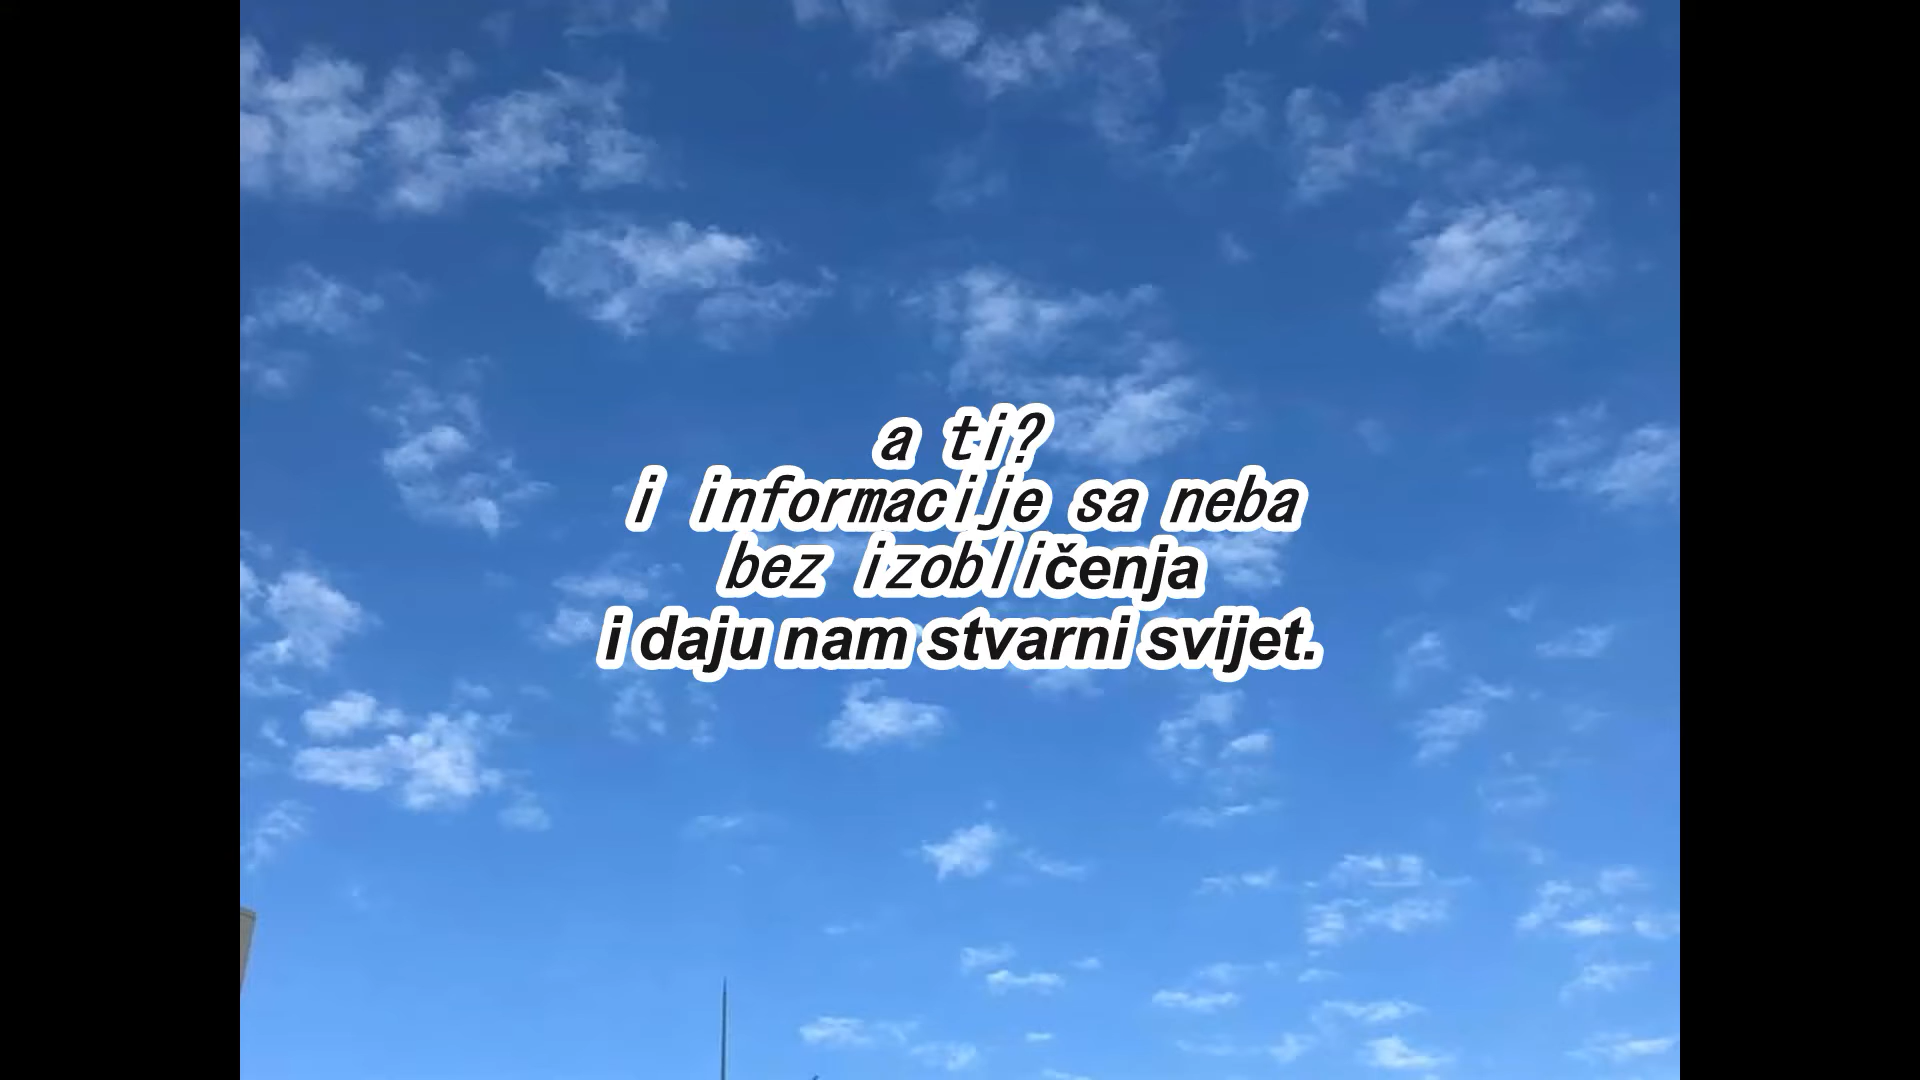 a ti?
i informacije sa neba
bez izobličenja
i daju nam stvarni svijet.